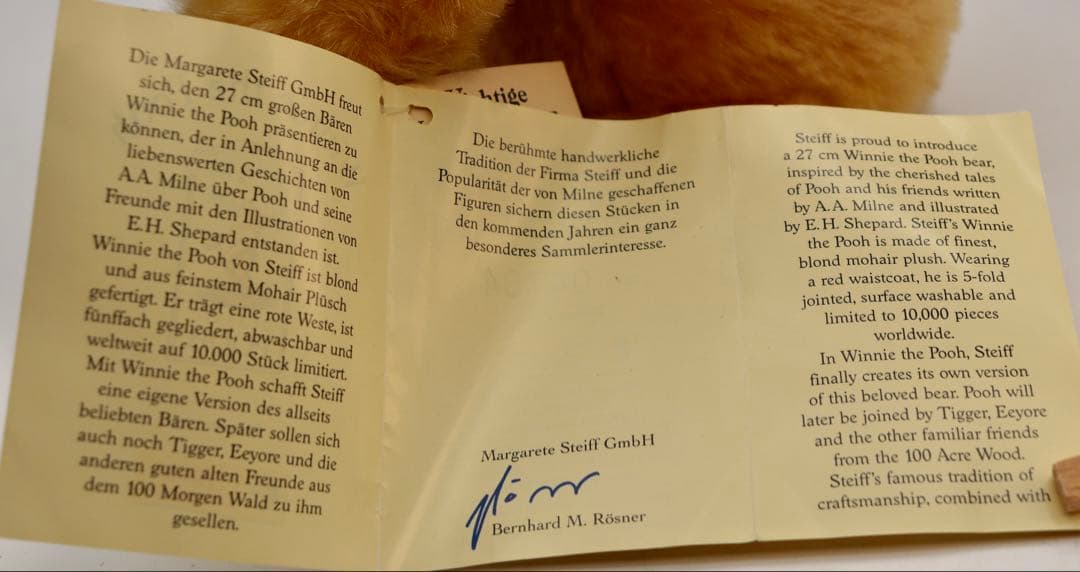 Die Margarete Steiff GmbH freut
sich, den 27 cm großen Bären
Winnie the Pooh präsentieren zu
können, der in Anlehnung an die
liebenswerten Geschichten von
A.A. Milne über Pooh und seine
Freunde mit den Illustrationen von
E.H. Shepard entstanden ist.
Winnie the Pooh von Steiff ist blond
und aus feinstem Mohair Plüsch
gefertigt. Er trägt eine rote Weste, ist
fünffach gegliedert, abwaschbar und
weltweit auf 10.000 Stück limitiert.
Mit Winnie the Pooh schafft Steiff
eine eigene Version des allseits
beliebten Bären. Später sollen sich
auch noch Tigger, Eeyore und die
anderen guten alten Freunde aus
dem 100 Morgen Wald zu ihm
gesellen.
Die berühmte handwerkliche
Tradition der Firma Steiff und die
Popularität der von Milne geschaffenen
Figuren sichern diesen Stücken in
den kommenden Jahren ein ganz
besonderes Sammlerinteresse.
Margarete Steiff GmbH
Bernhard M. Rösner
Steiff is proud to introduce
a 27 cm Winnie the Pooh bear,
inspired by the cherished tales
of Pooh and his friends written
by A.A. Milne and illustrated
by E.H. Shepard. Steiff's Winnie
the Pooh is made of finest,
blond mohair plush. Wearing
a red waistcoat, he is 5-fold
jointed, surface washable and
limited to 10,000 pieces
worldwide.
In Winnie the Pooh, Steiff
finally creates its own version
of this beloved bear. Pooh will
later be joined by Tigger, Eeyore
and the other familiar friends
from the 100 Acre Wood.
Steiff's famous tradition of
craftsmanship, combined with